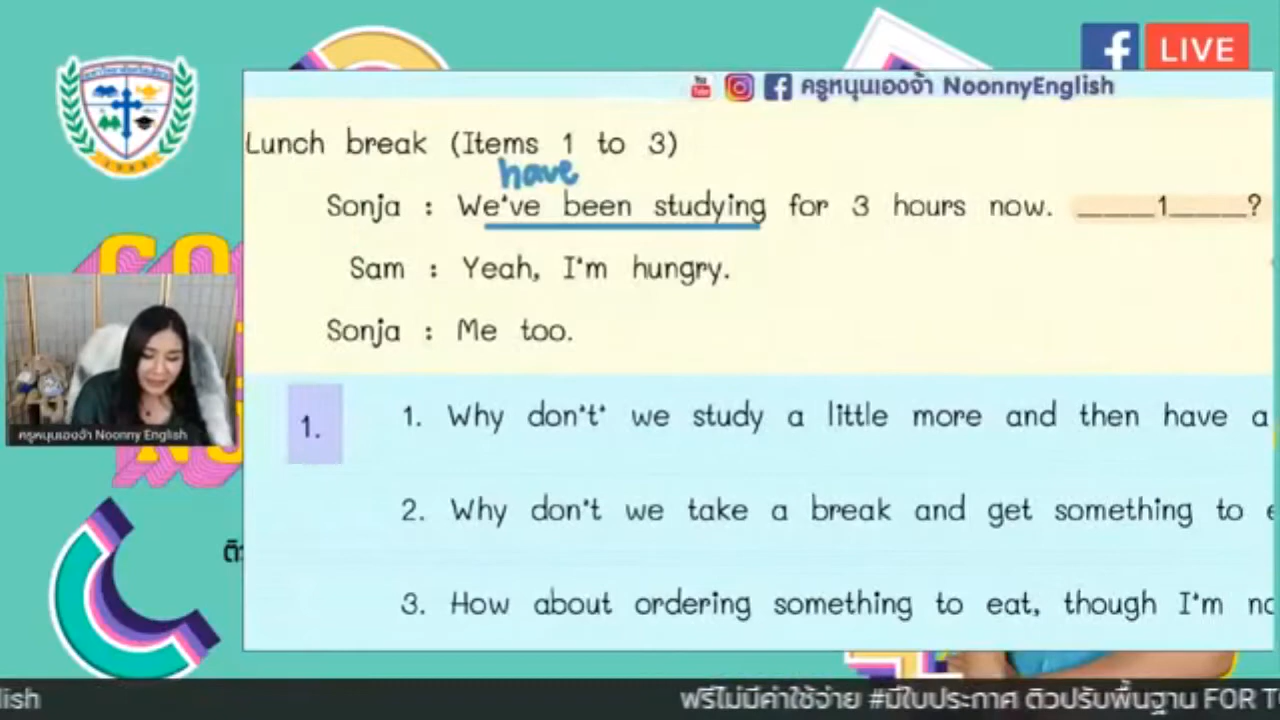 LIVE
ครูหนุนเองจ้า NoonnyEnglish
Lunch break (Items 1 to 3)
have
Sonja : We've been studying for 3 hours now. ____1____?
Sam : Yeah, I'm hungry.
Sonja : Me too.
1.
1. Why don't' we study a little more and then have a
2. Why don't we take a break and get something to e
3. How about ordering something to eat, though I'm no
ครูหนุนเองจ้า Noonny English
lish
ฟรีไม่มีค่าใช้จ่าย #มีใบประกาศ ติวปรับพื้นฐาน FOR T